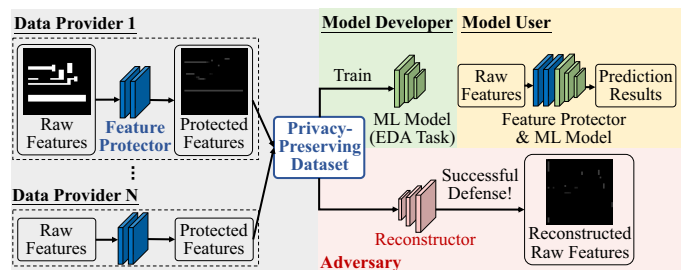 Data Provider 1
Raw
Features
Feature
Protector
Protected
Features
⋮
Data Provider N
Raw
Features
Protected
Features
Privacy-
Preserving
Dataset
Model Developer
Train
ML Model
(EDA Task)
Model User
Raw
Features
Prediction
Results
Feature Protector
& ML Model
Successful
Defense!
Reconstructor
Reconstructed
Raw Features
Adversary